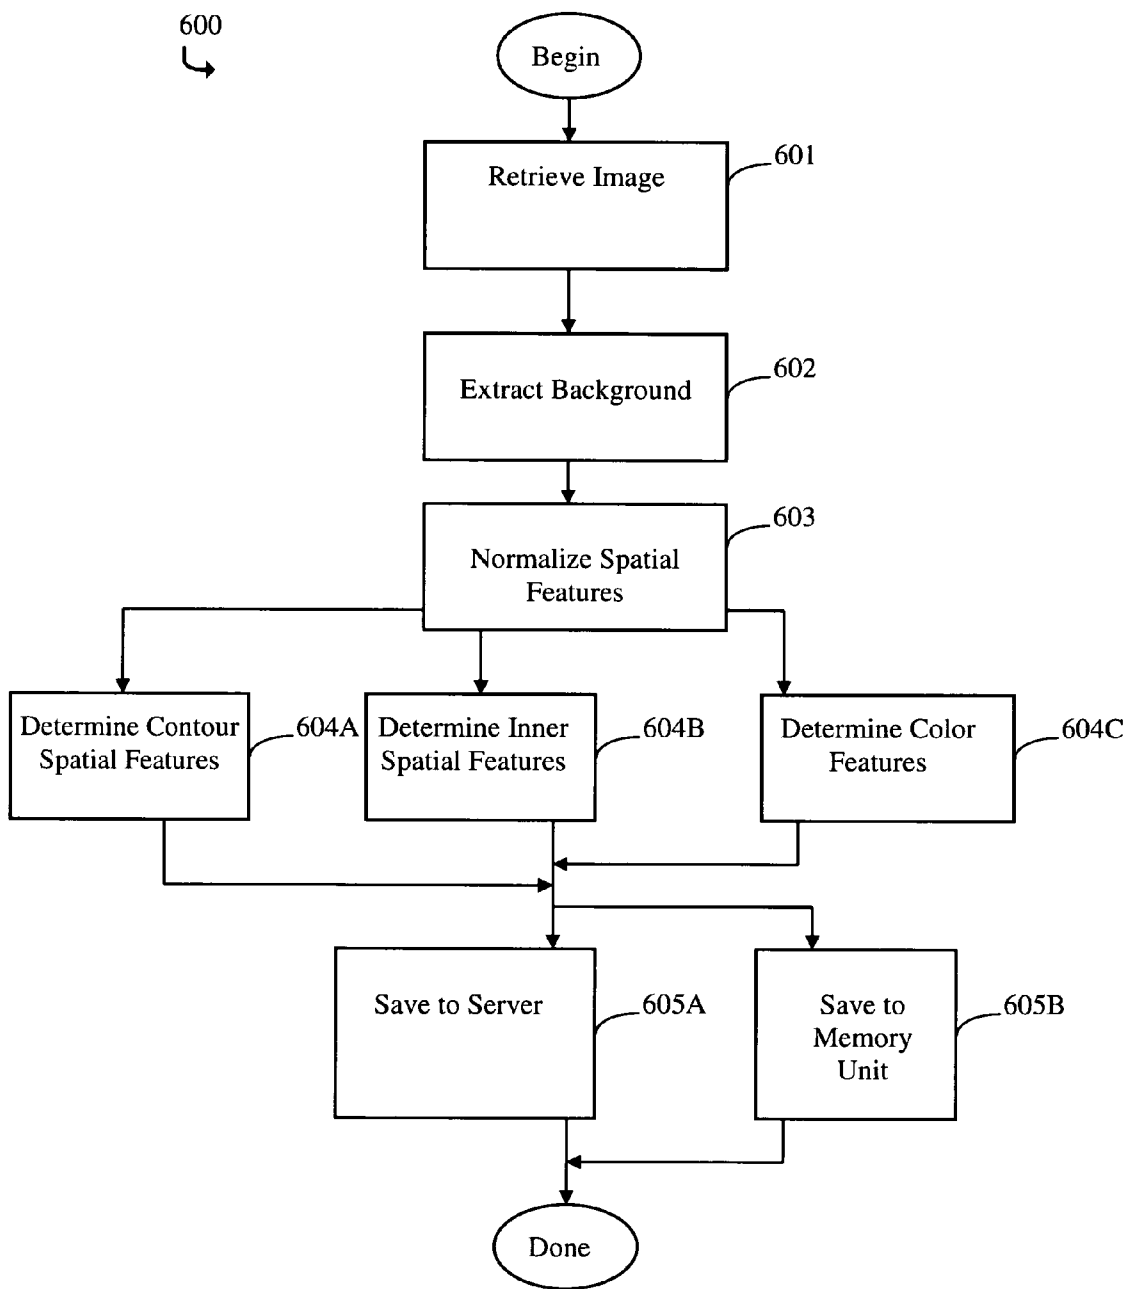 600
Begin
601
Retrieve Image
602
Extract Background
603
Normalize Spatial
Features
Determine Contour
Spatial Features
604A
Determine Inner
Spatial Features
604B
Determine Color
Features
604C
Save to Server
605A
Save to
Memory
Unit
605B
Done